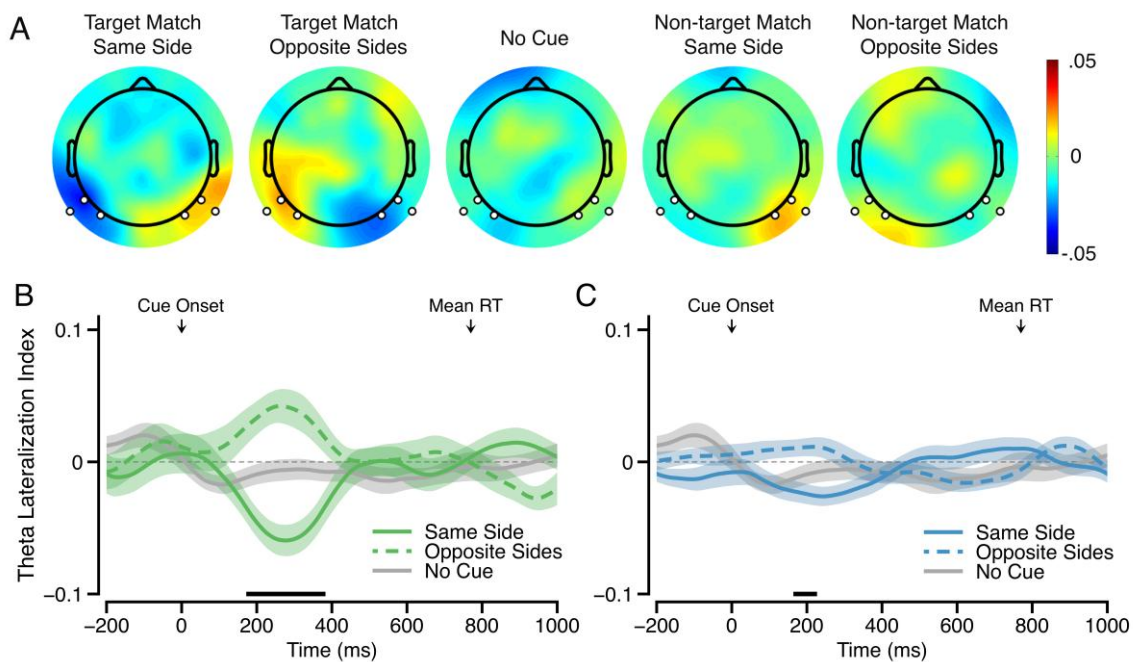 A
Target Match
Same Side
Target Match
Opposite Sides
No Cue
Non-target Match
Same Side
Non-target Match
Opposite Sides
.05
0
-.05
B
Cue Onset
Mean RT
Theta Lateralization Index
0.1
0
−0.1
Same Side
Opposite Sides
No Cue
−200 0 200 400 600 800 1000
Time (ms)
C
Cue Onset
Mean RT
0.1
0
−0.1
Same Side
Opposite Sides
No Cue
−200 0 200 400 600 800 1000
Time (ms)